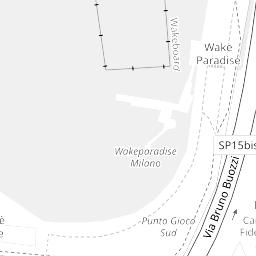 Wakeboard
Wake
Paradise
SP15bis
Wakeparadise
Milano
Via Bruno Buozzi
Punto Gioco
Sud
è